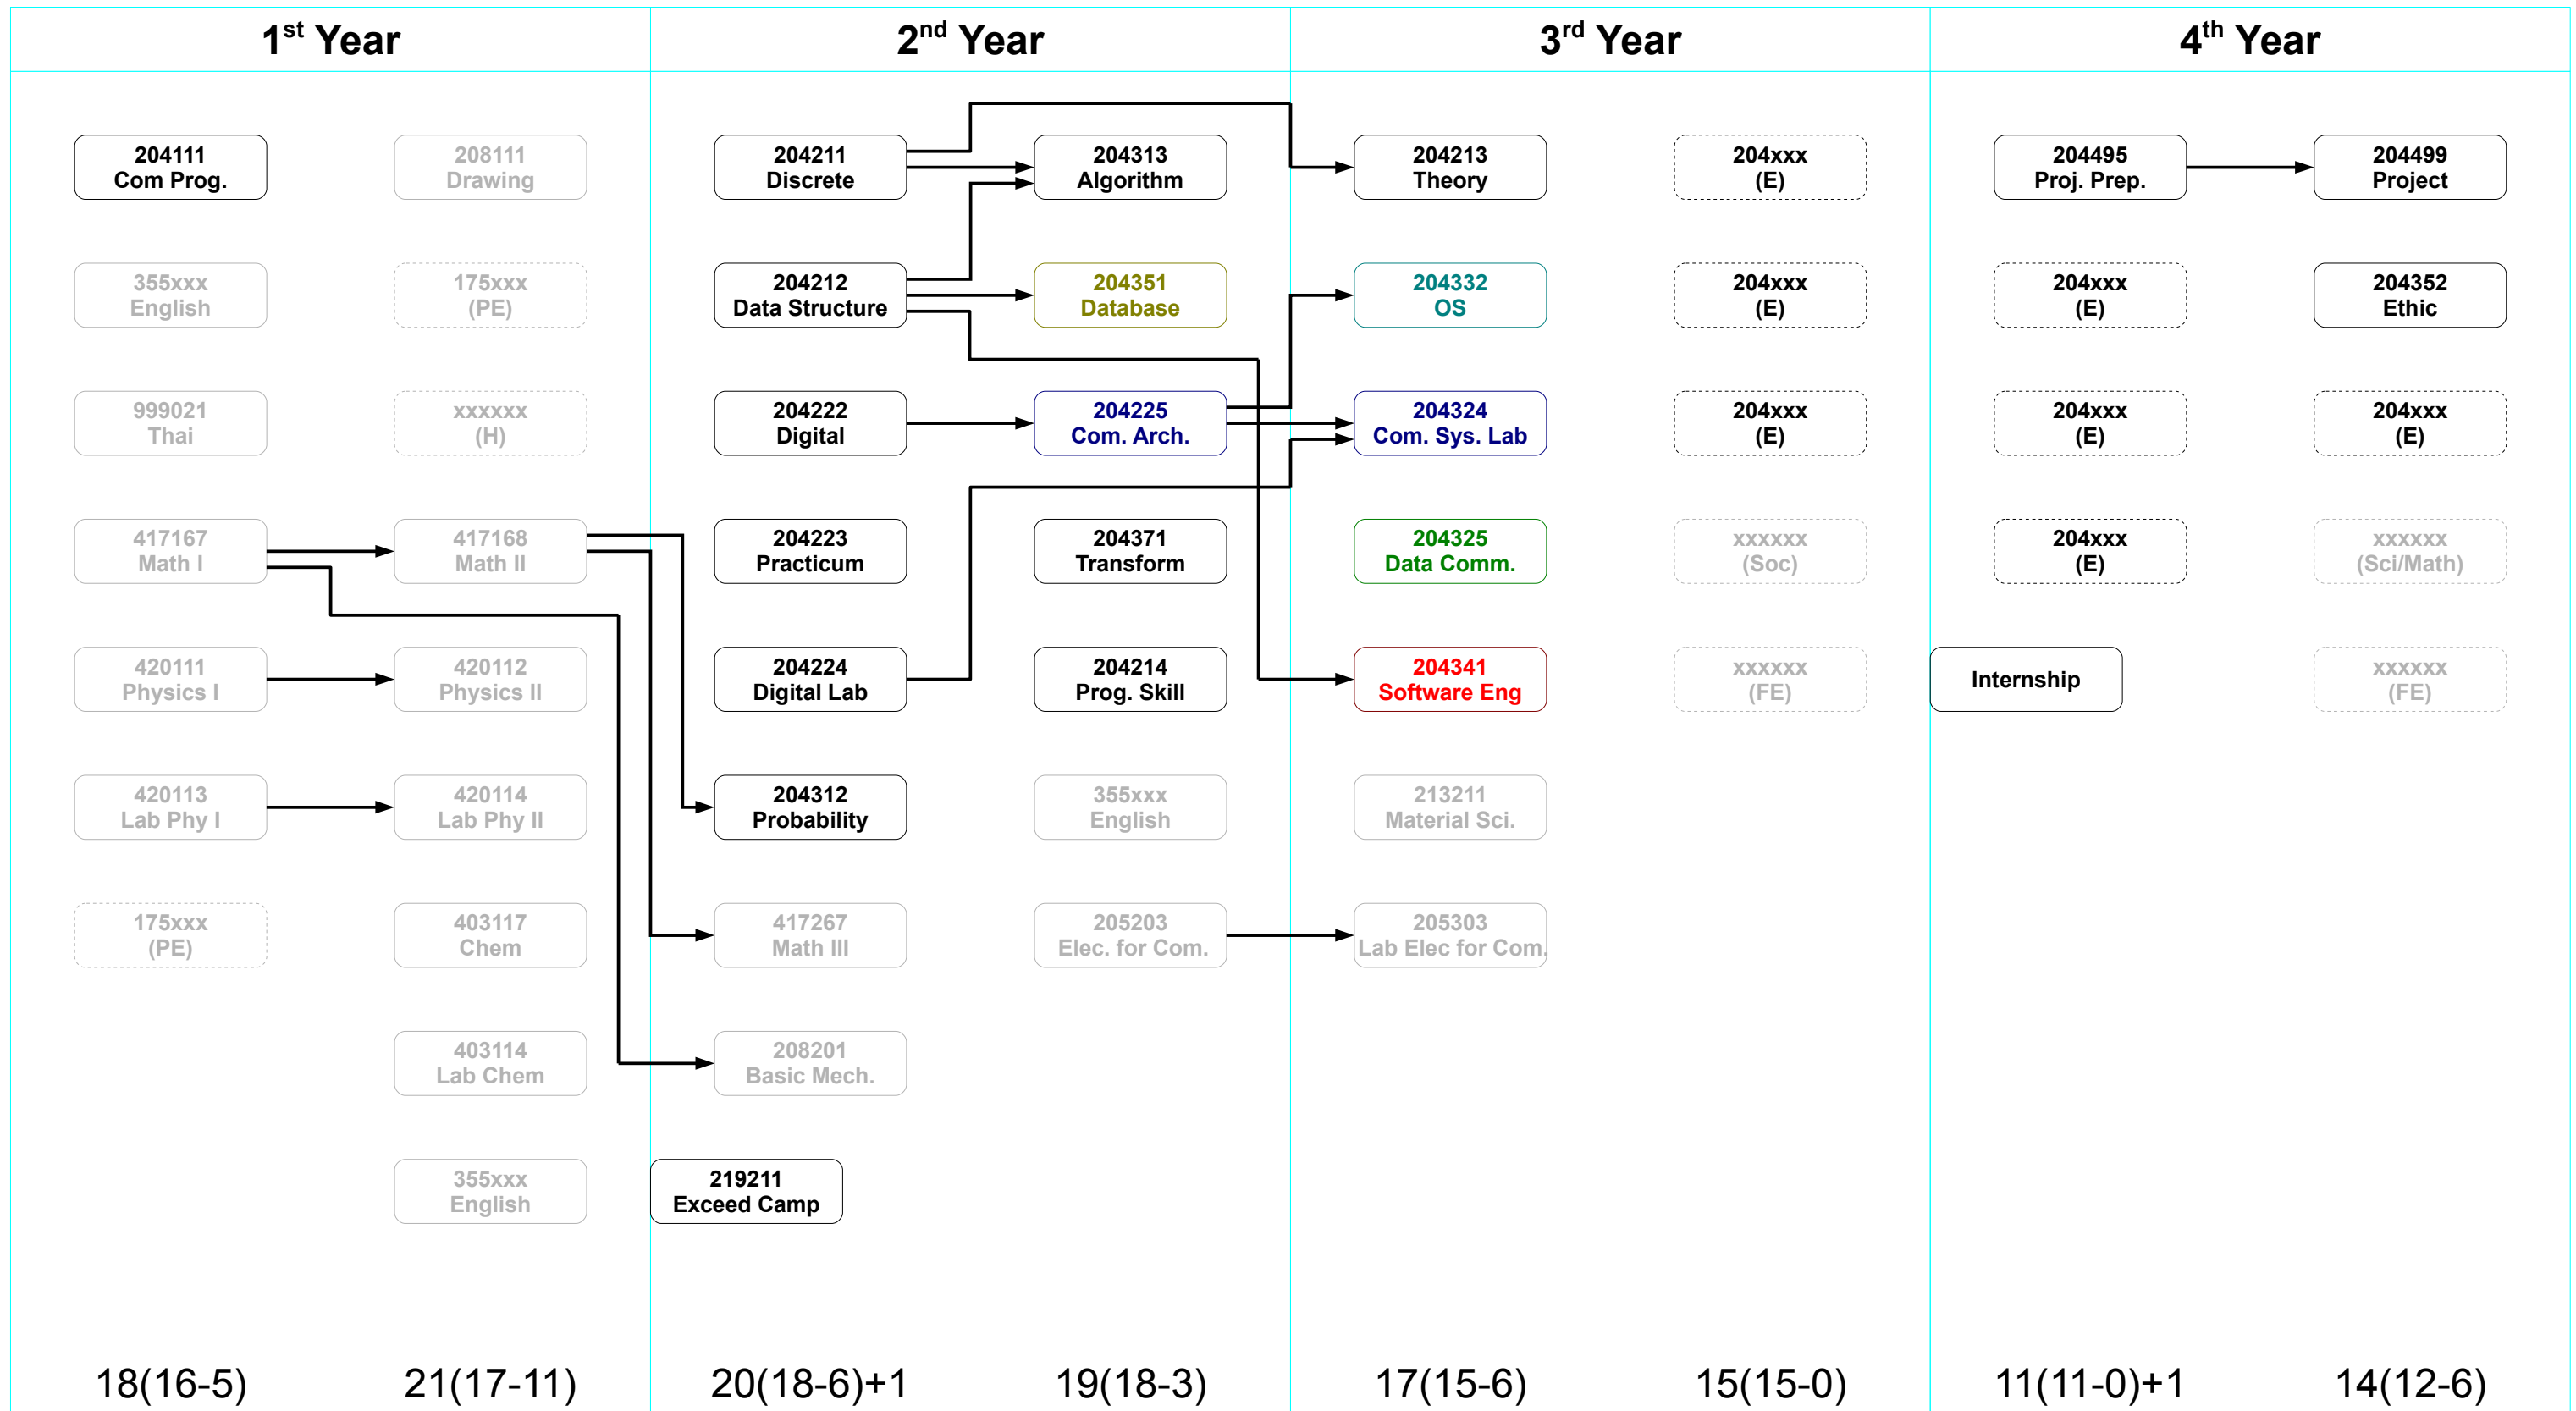 1st Year
2nd Year
3rd Year
4th Year
204111
Com Prog.
355xxx
English
999021
Thai
417167
Math I
420111
Physics I
420113
Lab Phy I
175xxx
(PE)
18(16-5)
208111
Drawing
175xxx
(PE)
xxxxxx
(H)
417168
Math II
420112
Physics II
420114
Lab Phy II
403117
Chem
403114
Lab Chem
355xxx
English
21(17-11)
204211
Discrete
204212
Data Structure
204222
Digital
204223
Practicum
204224
Digital Lab
204312
Probability
417267
Math III
208201
Basic Mech.
219211
Exceed Camp
20(18-6)+1
204313
Algorithm
204351
Database
204225
Com. Arch.
204371
Transform
204214
Prog. Skill
355xxx
English
205203
Elec. for Com.
19(18-3)
204213
Theory
204332
OS
204324
Com. Sys. Lab
204325
Data Comm.
204341
Software Eng
213211
Material Sci.
205303
Lab Elec for Com.
17(15-6)
204xxx
(E)
204xxx
(E)
204xxx
(E)
xxxxxx
(Soc)
xxxxxx
(FE)
15(15-0)
204495
Proj. Prep.
204xxx
(E)
204xxx
(E)
204xxx
(E)
Internship
11(11-0)+1
204499
Project
204352
Ethic
204xxx
(E)
xxxxxx
(Sci/Math)
xxxxxx
(FE)
14(12-6)